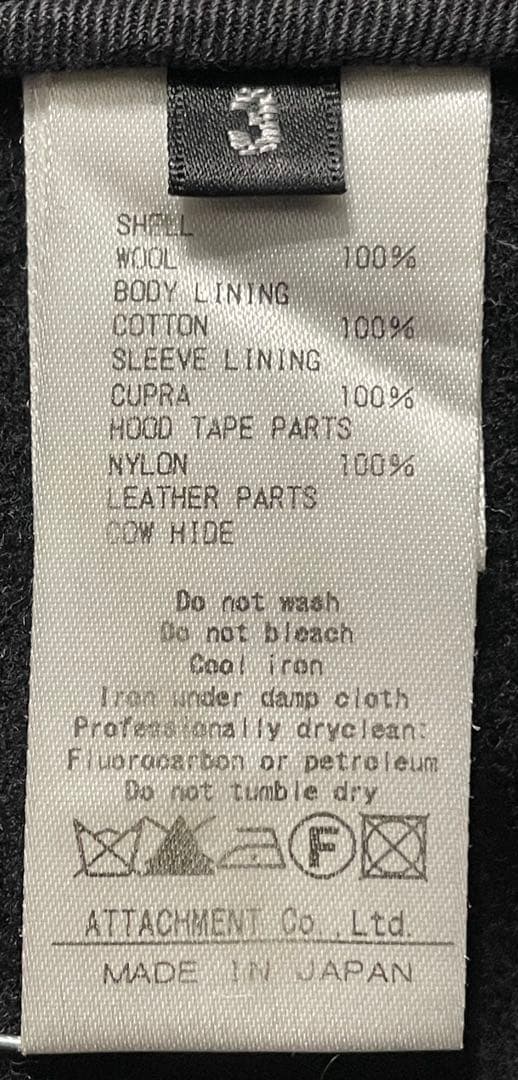 3
SHELL
WOOL 100%
BODY LINING
COTTON 100%
SLEEVE LINING
CUPRA 100%
HOOD TAPE PARTS
NYLON 100%
LEATHER PARTS
COW HIDE
Do not wash
Do not bleach
Cool iron
Iron under damp cloth
Professionally dryclean:
Fluorocarbon or petroleum
Do not tumble dry
F
ATTACHMENT Co.,Ltd.
MADE IN JAPAN